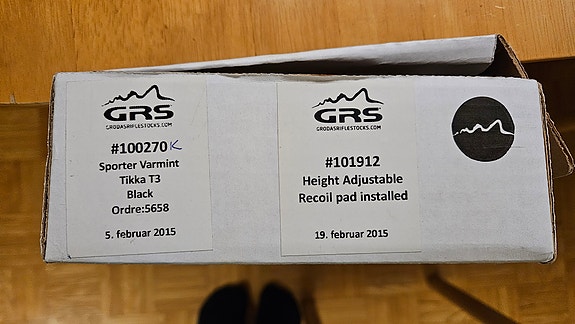 GRS
GRODASRIFLESTOCKS.COM
#100270 K
Sporter Varmint
Tikka T3
Black
Ordre:5658
5. februar 2015
GRS
GRODASRIFLESTOCKS.COM
#101912
Height Adjustable
Recoil pad installed
19. februar 2015